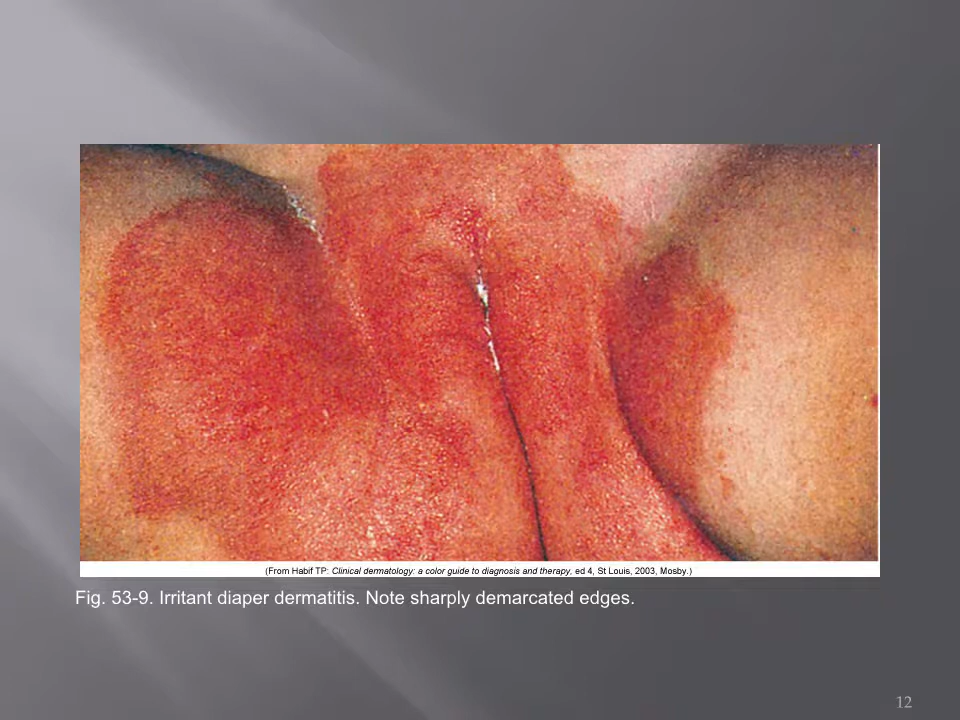 (From Habif TP: Clinical dermatology: a color guide to diagnosis and therapy, ed 4, St Louis, 2003, Mosby.)
Fig. 53-9. Irritant diaper dermatitis. Note sharply demarcated edges.
12